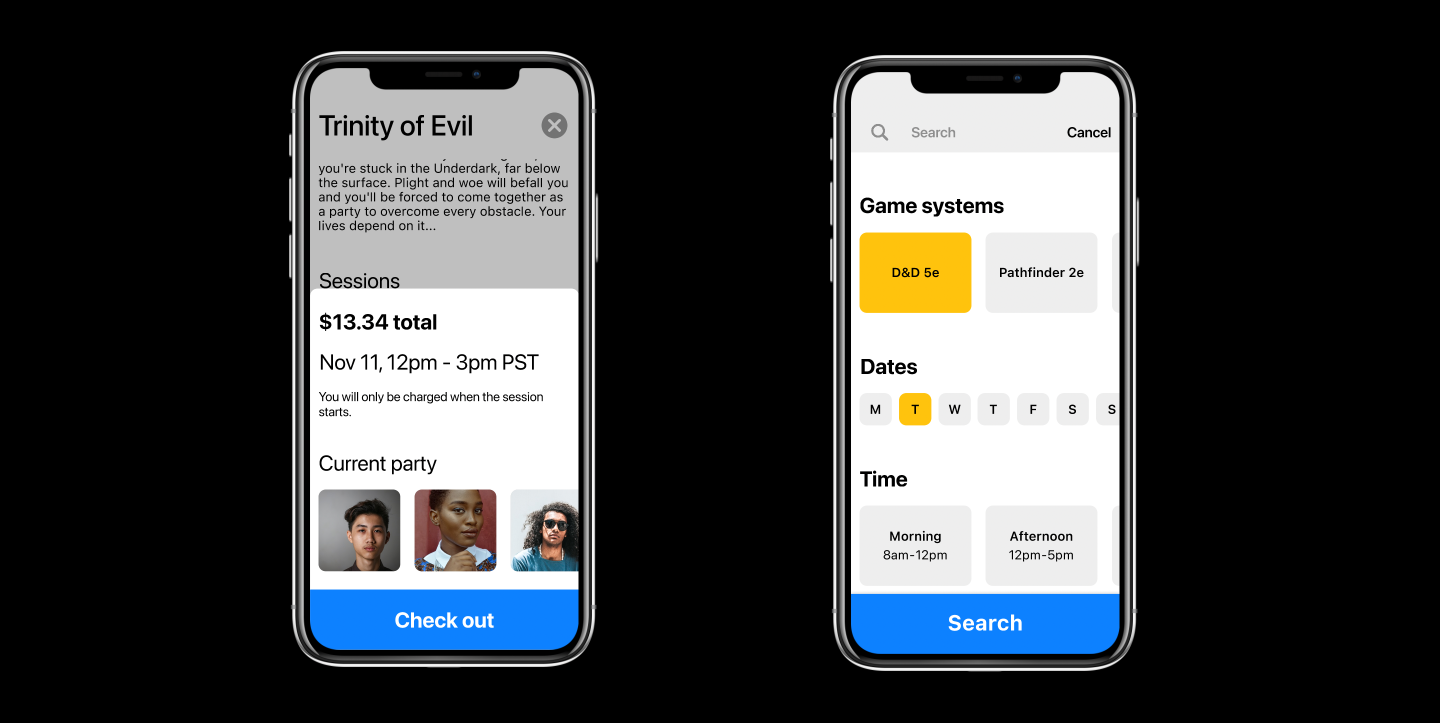 Trinity of Evil
you're stuck in the Underdark, far below
the surface. Plight and woe will befall you
and you'll be forced to come together as
a party to overcome every obstacle. Your
lives depend on it...
Sessions
$13.34 total
Nov 11, 12pm - 3pm PST
You will only be charged when the session
starts.
Current party
Check out
Search
Cancel
Game systems
D&D 5e
Pathfinder 2e
Dates
M T W T F S S
Time
Morning
8am-12pm
Afternoon
12pm-5pm
Search